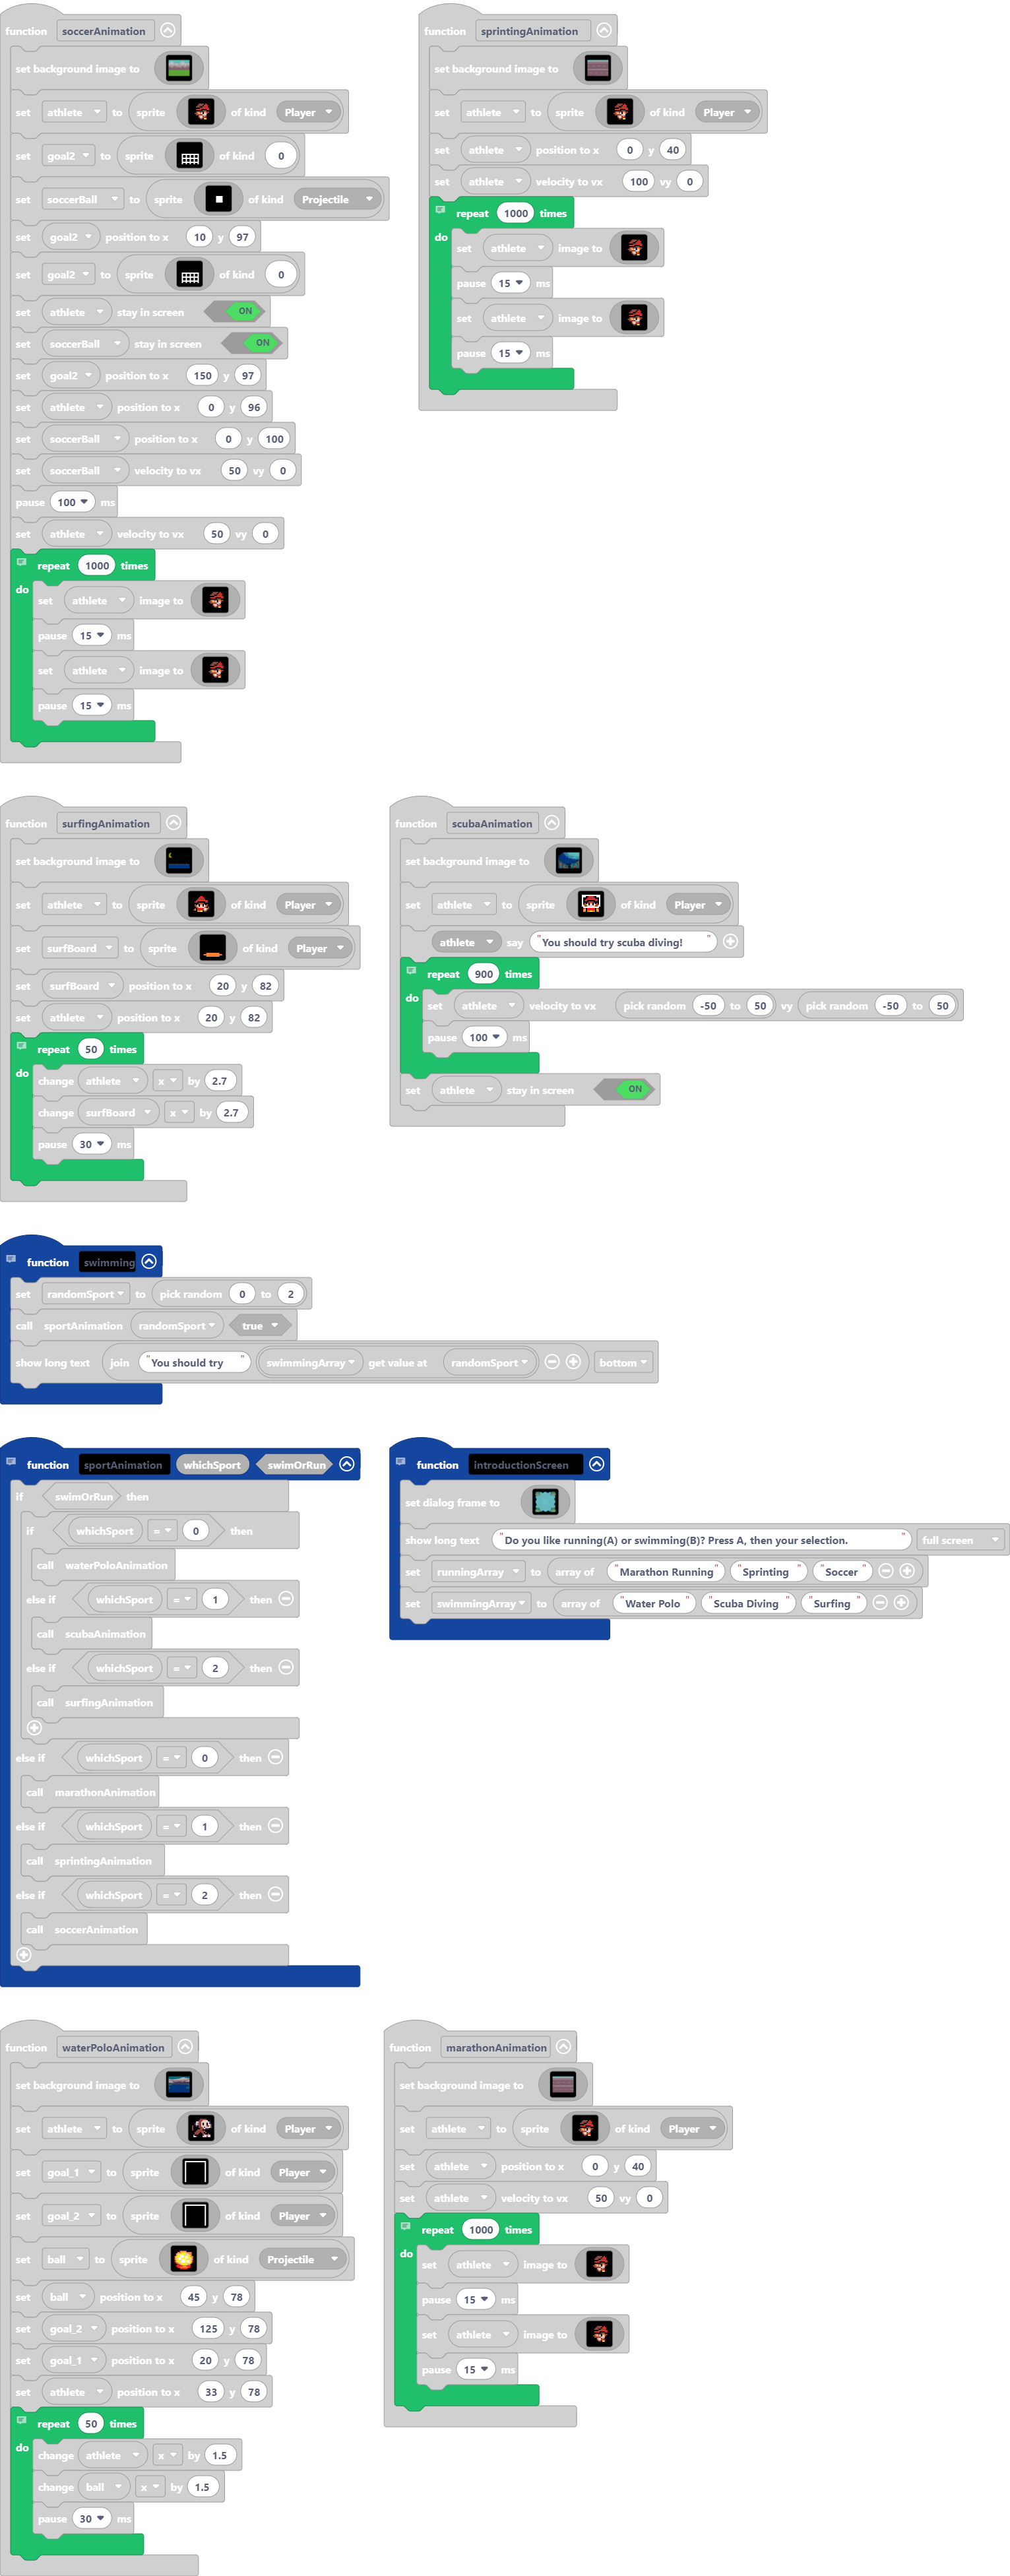 function soccerAnimation
set background image to
set athlete to sprite of kind Player
set goal2 to sprite of kind 0
set soccerBall to sprite of kind Projectile
set goal2 position to x 10 y 97
set goal2 to sprite of kind 0
set athlete stay in screen ON
set soccerBall stay in screen ON
set goal2 position to x 150 y 97
set athlete position to x 0 y 96
set soccerBall position to x 0 y 100
set soccerBall velocity to vx 50 vy 0
pause 100 ms
set athlete velocity to vx 50 vy 0
repeat 1000 times
do
set athlete image to
pause 15 ms
set athlete image to
pause 15 ms
function sprintingAnimation
set background image to
set athlete to sprite of kind Player
set athlete position to x 0 y 40
set athlete velocity to vx 100 vy 0
repeat 1000 times
do
set athlete image to
pause 15 ms
set athlete image to
pause 15 ms
function surfingAnimation
set background image to
set athlete to sprite of kind Player
set surfBoard to sprite of kind Player
set surfBoard position to x 20 y 82
set athlete position to x 20 y 82
repeat 50 times
do
change athlete x by 2.7
change surfBoard x by 2.7
pause 30 ms
function scubaAnimation
set background image to
set athlete to sprite of kind Player
athlete say "You should try scuba diving! "
repeat 900 times
do
set athlete velocity to vx pick random -50 to 50 vy pick random -50 to 50
pause 100 ms
set athlete stay in screen ON
function swimming
set randomSport to pick random 0 to 2
call sportAnimation randomSport true
show long text join "You should try " swimmingArray get value at randomSport bottom
function sportAnimation whichSport swimOrRun
if swimOrRun then
if whichSport = 0 then
call waterPoloAnimation
else if whichSport = 1 then
call scubaAnimation
else if whichSport = 2 then
call surfingAnimation
else if whichSport = 0 then
call marathonAnimation
else if whichSport = 1 then
call sprintingAnimation
else if whichSport = 2 then
call soccerAnimation
function introductionScreen
set dialog frame to
show long text "Do you like running(A) or swimming(B)? Press A, then your selection. " full screen
set runningArray to array of "Marathon Running" "Sprinting " "Soccer "
set swimmingArray to array of "Water Polo " "Scuba Diving " "Surfing "
function waterPoloAnimation
set background image to
set athlete to sprite of kind Player
set goal_1 to sprite of kind Player
set goal_2 to sprite of kind Player
set ball to sprite of kind Projectile
set ball position to x 45 y 78
set goal_2 position to x 125 y 78
set goal_1 position to x 20 y 78
set athlete position to x 33 y 78
repeat 50 times
do
change athlete x by 1.5
change ball x by 1.5
pause 30 ms
function marathonAnimation
set background image to
set athlete to sprite of kind Player
set athlete position to x 0 y 40
set athlete velocity to vx 50 vy 0
repeat 1000 times
do
set athlete image to
pause 15 ms
set athlete image to
pause 15 ms